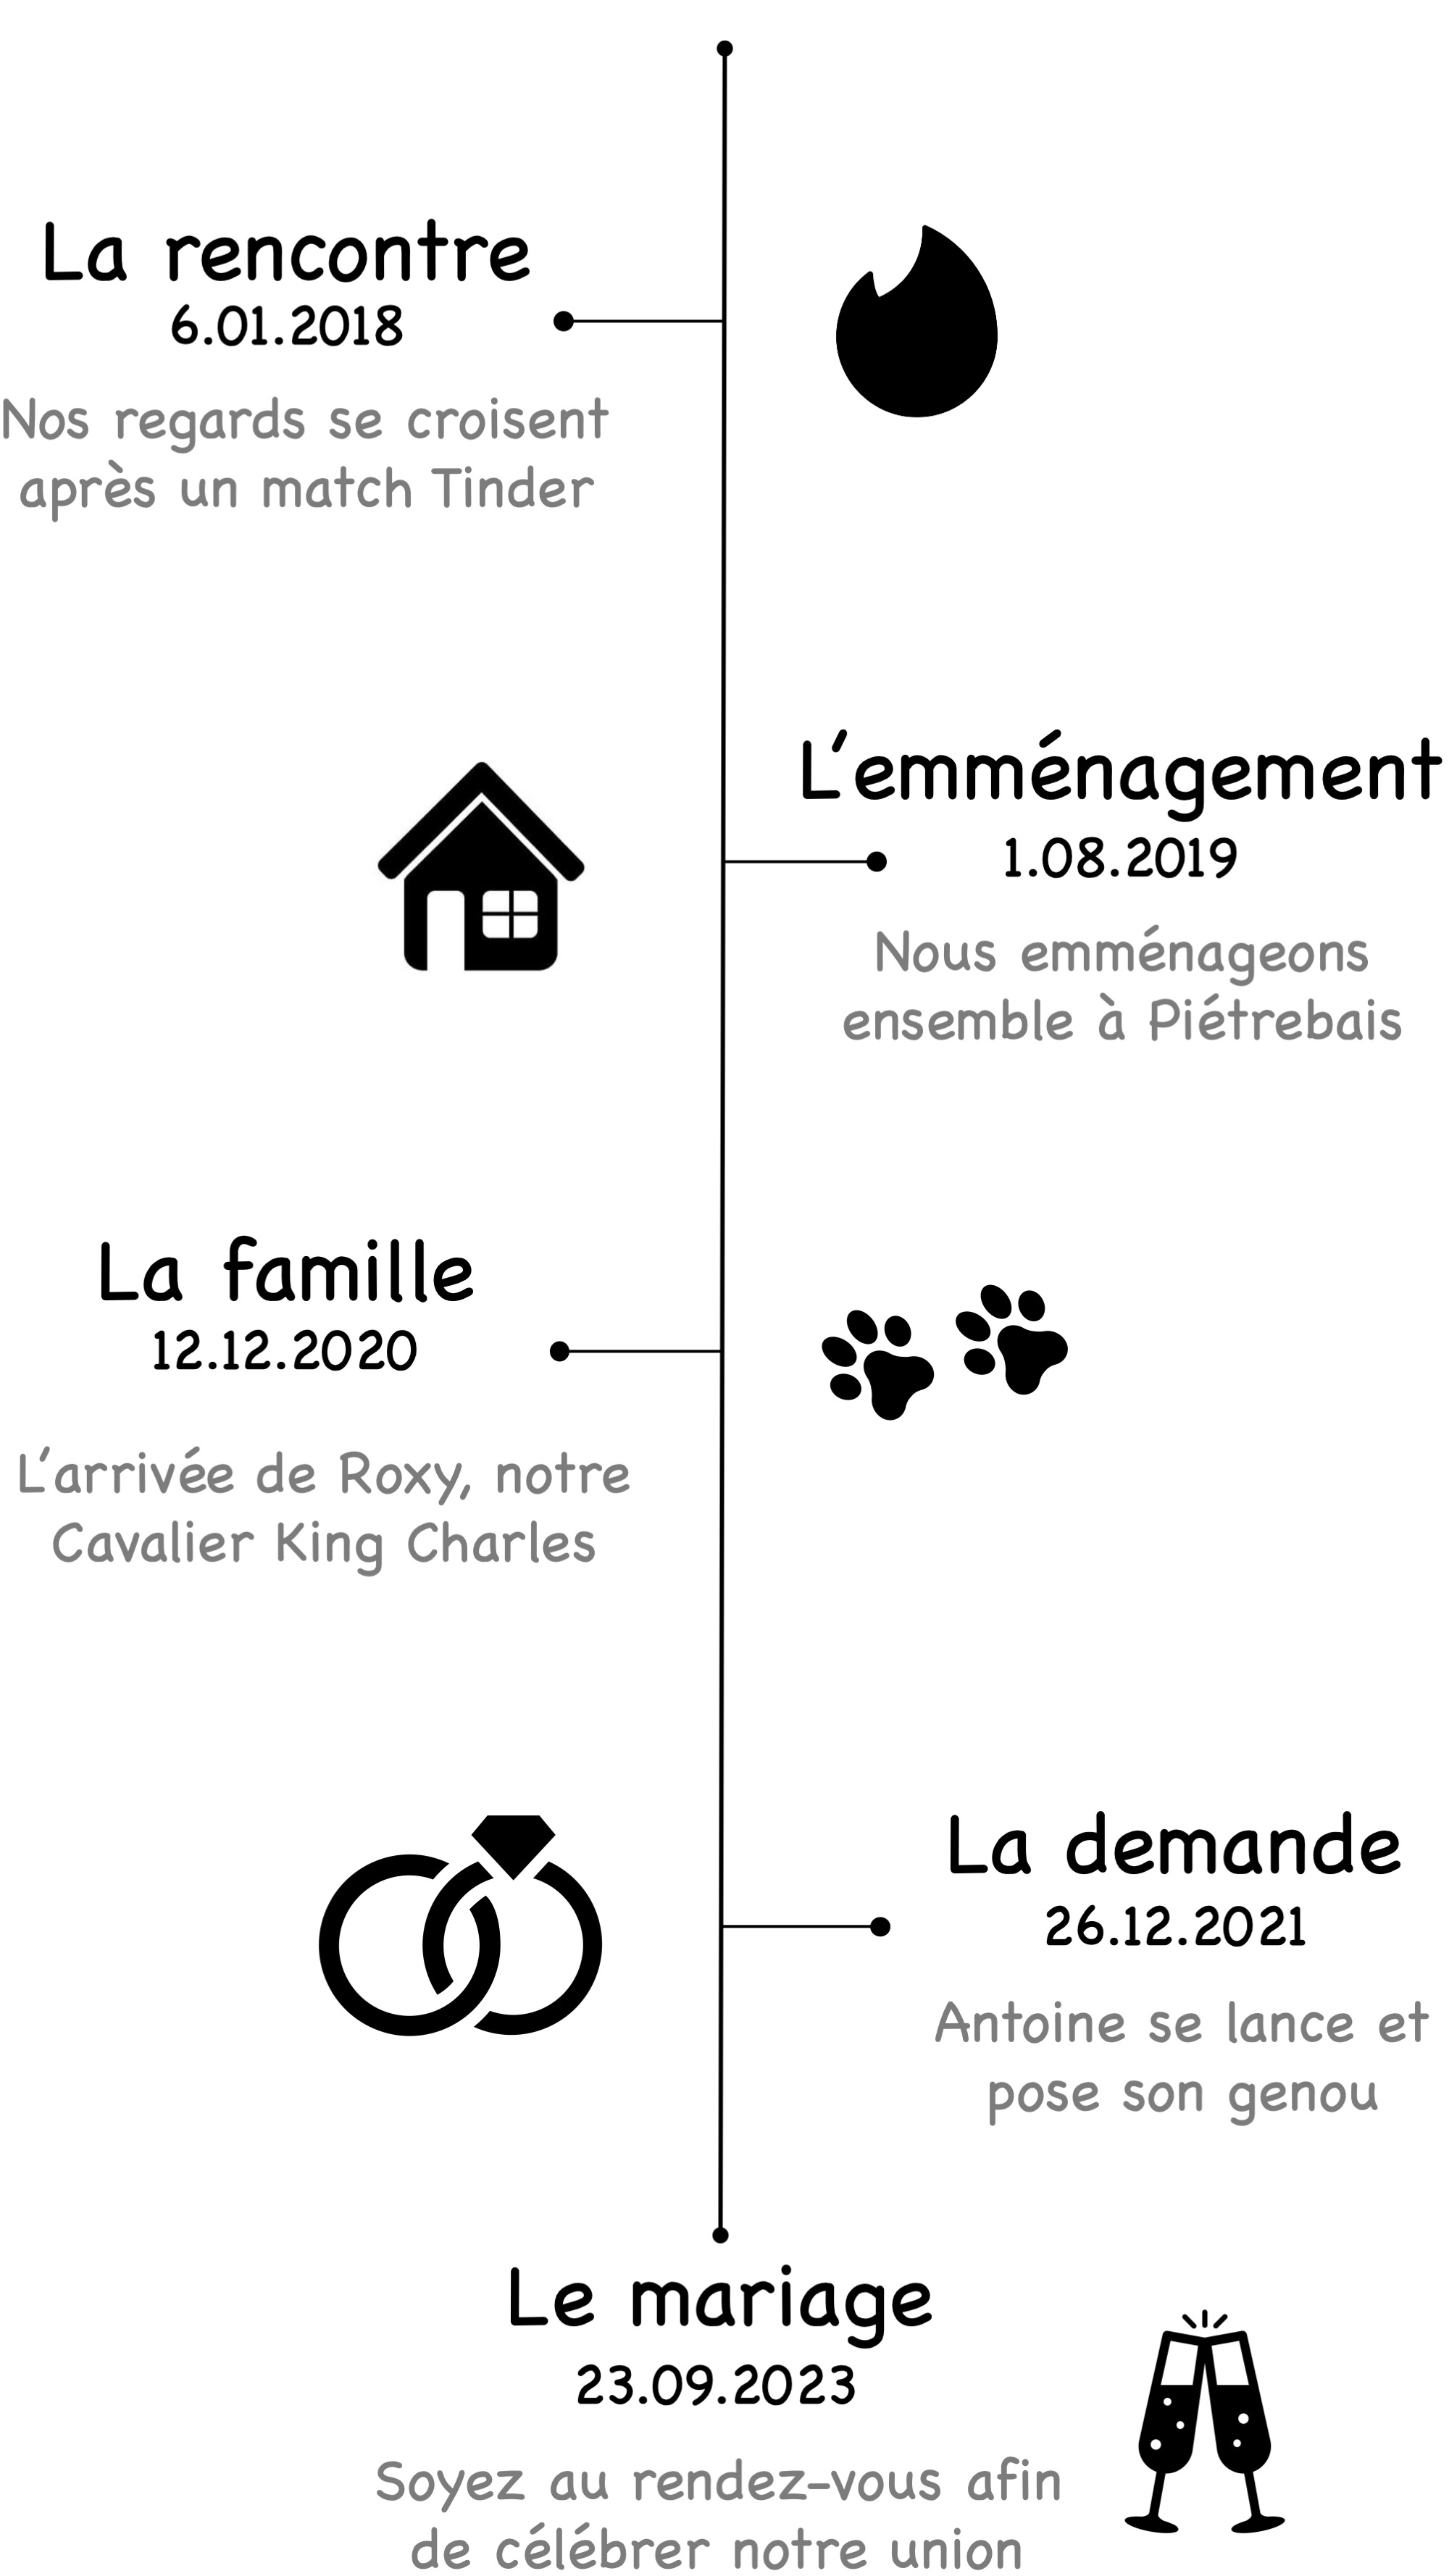 La rencontre
6.01.2018
Nos regards se croisent
après un match Tinder
L'emménagement
1.08.2019
Nous emménageons
ensemble à Piétrebais
La famille
12.12.2020
L'arrivée de Roxy, notre
Cavalier King Charles
La demande
26.12.2021
Antoine se lance et
pose son genou
Le mariage
23.09.2023
Soyez au rendez-vous afin
de célébrer notre union